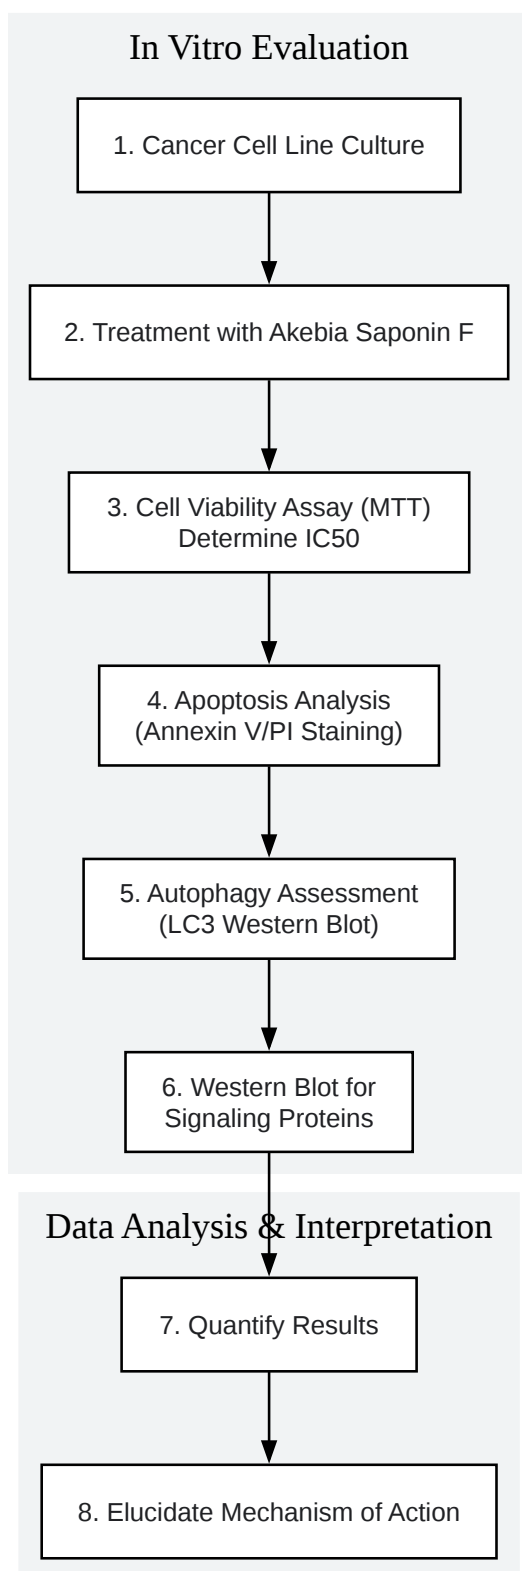 In Vitro Evaluation
1. Cancer Cell Line Culture
2. Treatment with Akebia Saponin F
3. Cell Viability Assay (MTT)
Determine IC50
4. Apoptosis Analysis
(Annexin V/PI Staining)
5. Autophagy Assessment
(LC3 Western Blot)
6. Western Blot for
Signaling Proteins
Data Analysis & Interpretation
7. Quantify Results
8. Elucidate Mechanism of Action